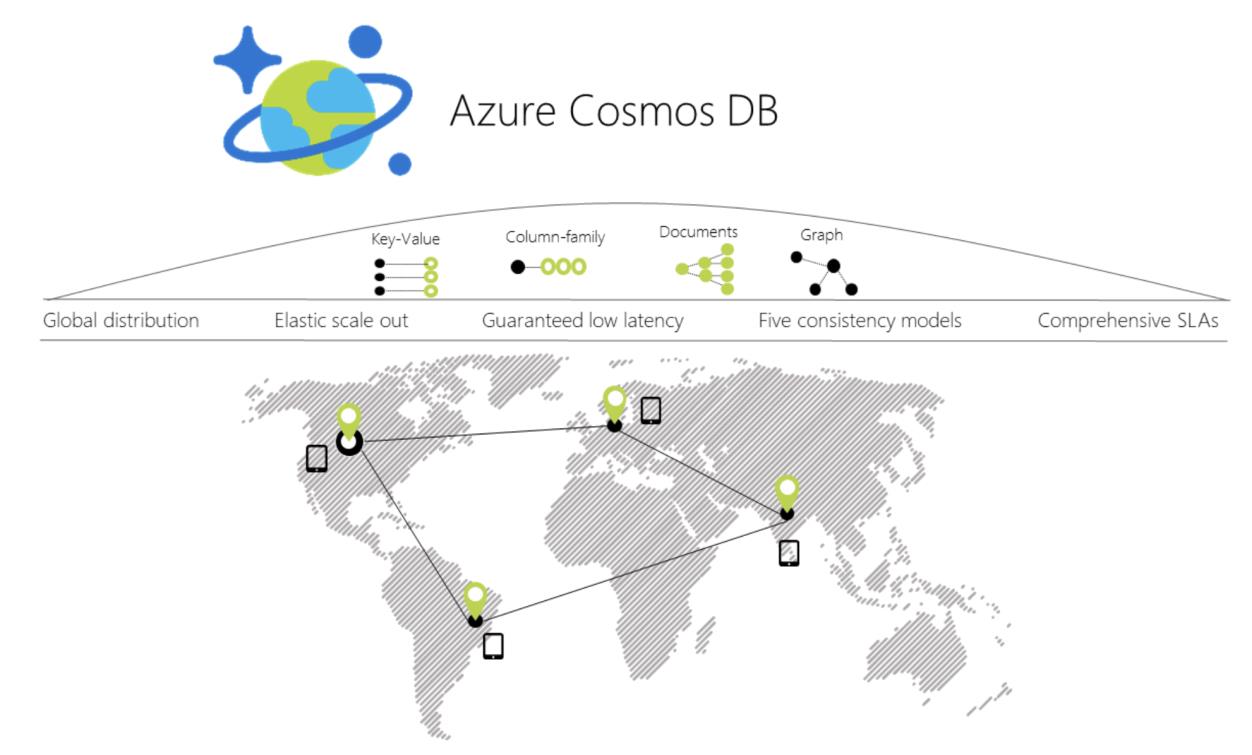 Azure Cosmos DB
Key-Value
Column-family
Documents
Graph
Global distribution
Elastic scale out
Guaranteed low latency
Five consistency models
Comprehensive SLAs